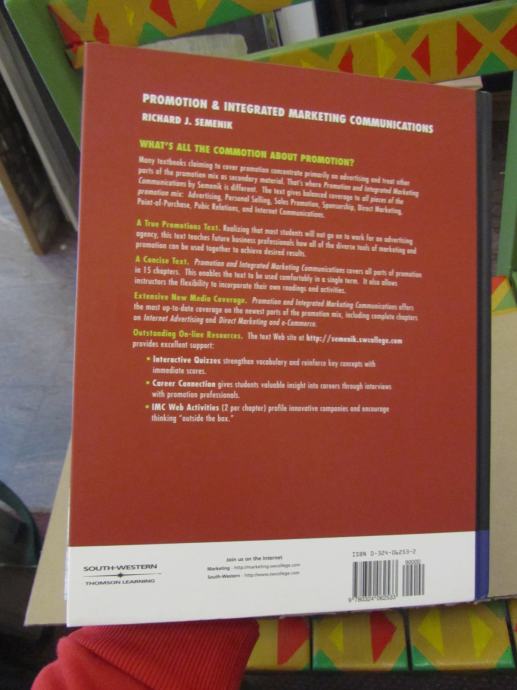 PROMOTION & INTEGRATED MARKETING COMMUNICATIONS
RICHARD J. SEMENIK
WHAT'S ALL THE COMMOTION ABOUT PROMOTION?
Many textbooks claiming to cover promotion concentrate primarily on advertising and treat other
parts of the promotion mix as secondary material. That's where Promotion and Integrated Marketing
Communications by Semenik is different. The text gives balanced coverage to all pieces of the
promotion mix: Advertising, Personal Selling, Sales Promotion, Sponsorship, Direct Marketing,
Point-of-Purchase, Pubic Relations, and Internet Communications.
A True Promotions Text. Realizing that most students will not go on to work for an advertising
agency, this text teaches future business professionals how all of the diverse tools of marketing and
promotion can be used together to achieve desired results.
A Concise Text. Promotion and Integrated Marketing Communications covers all parts of promotion
in 15 chapters. This enables the text to be used comfortably in a single term. It also allows
instructors the flexibility to incorporate their own readings and activities.
Extensive New Media Coverage. Promotion and Integrated Marketing Communications offers
the most up-to-date coverage on the newest parts of the promotion mix, including complete chapters
on Internet Advertising and Direct Marketing and e-Commerce.
Outstanding On-line Resources. The text Web site at http://semenik.swcollege.com
provides excellent support:
• Interactive Quizzes strengthen vocabulary and reinforce key concepts with
immediate scores.
• Career Connection gives students valuable insight into careers through interviews
with promotion professionals.
• IMC Web Activities (2 per chapter) profile innovative companies and encourage
thinking "outside the box."
SOUTH-WESTERN
THOMSON LEARNING
Join us on the Internet
Marketing - http://marketing.swcollege.com
South-Western - http://www.swcollege.com
ISBN 0-324-06253-2
90000
9 780324 062533